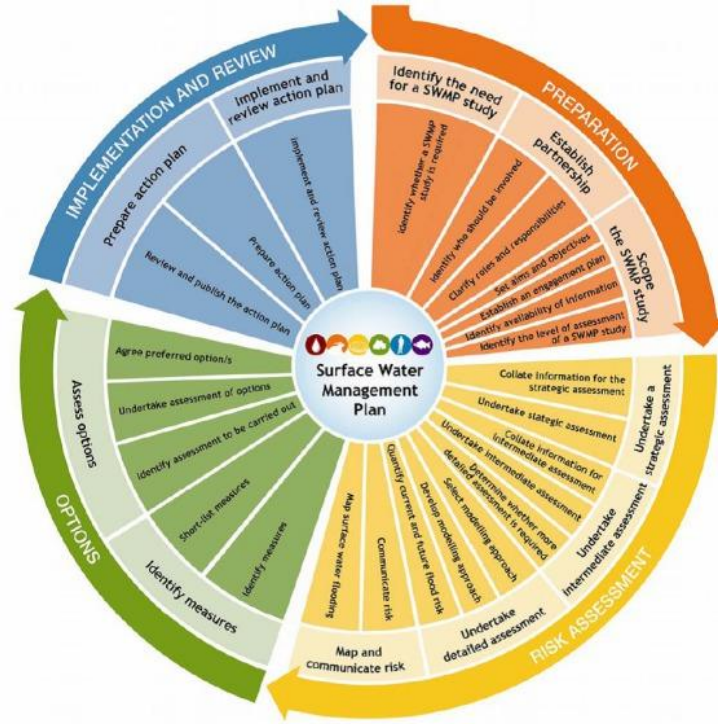 PREPARATION
Identify the need
for a SWMP study
Establish
partnership
Scope
the SWMP study
Identify whether a SWMP
study is required
Identify who should be involved
Clarify roles and responsibilities
Set aims and objectives
Establish an engagement plan
Identify availability of information
Identify the level of assessment
of a SWMP study
RISK ASSESSMENT
Undertake a
strategic assessment
Undertake
intermediate assessment
Undertake
detailed assessment
Map and
communicate risk
Collate information for the
strategic assessment
Undertake stategic assessment
Collate information for
intermediate assessment
Undertake intermediate assessment
Determine whether more
detailed assessment is required
Select modelling approach
Develop modelling approach
Quantify current and future flood risk
Communicate risk
Map surface water flooding
OPTIONS
Identify measures
Assess options
Identify measures
Short-list measures
Identify assessment to be carried out
Undertake assessment of options
Agree preferred option/s
IMPLEMENTATION AND REVIEW
Prepare action plan
Implement and
review action plan
Review and publish the action plan
Prepare action plan
Implement and review action plan
Surface Water
Management
Plan